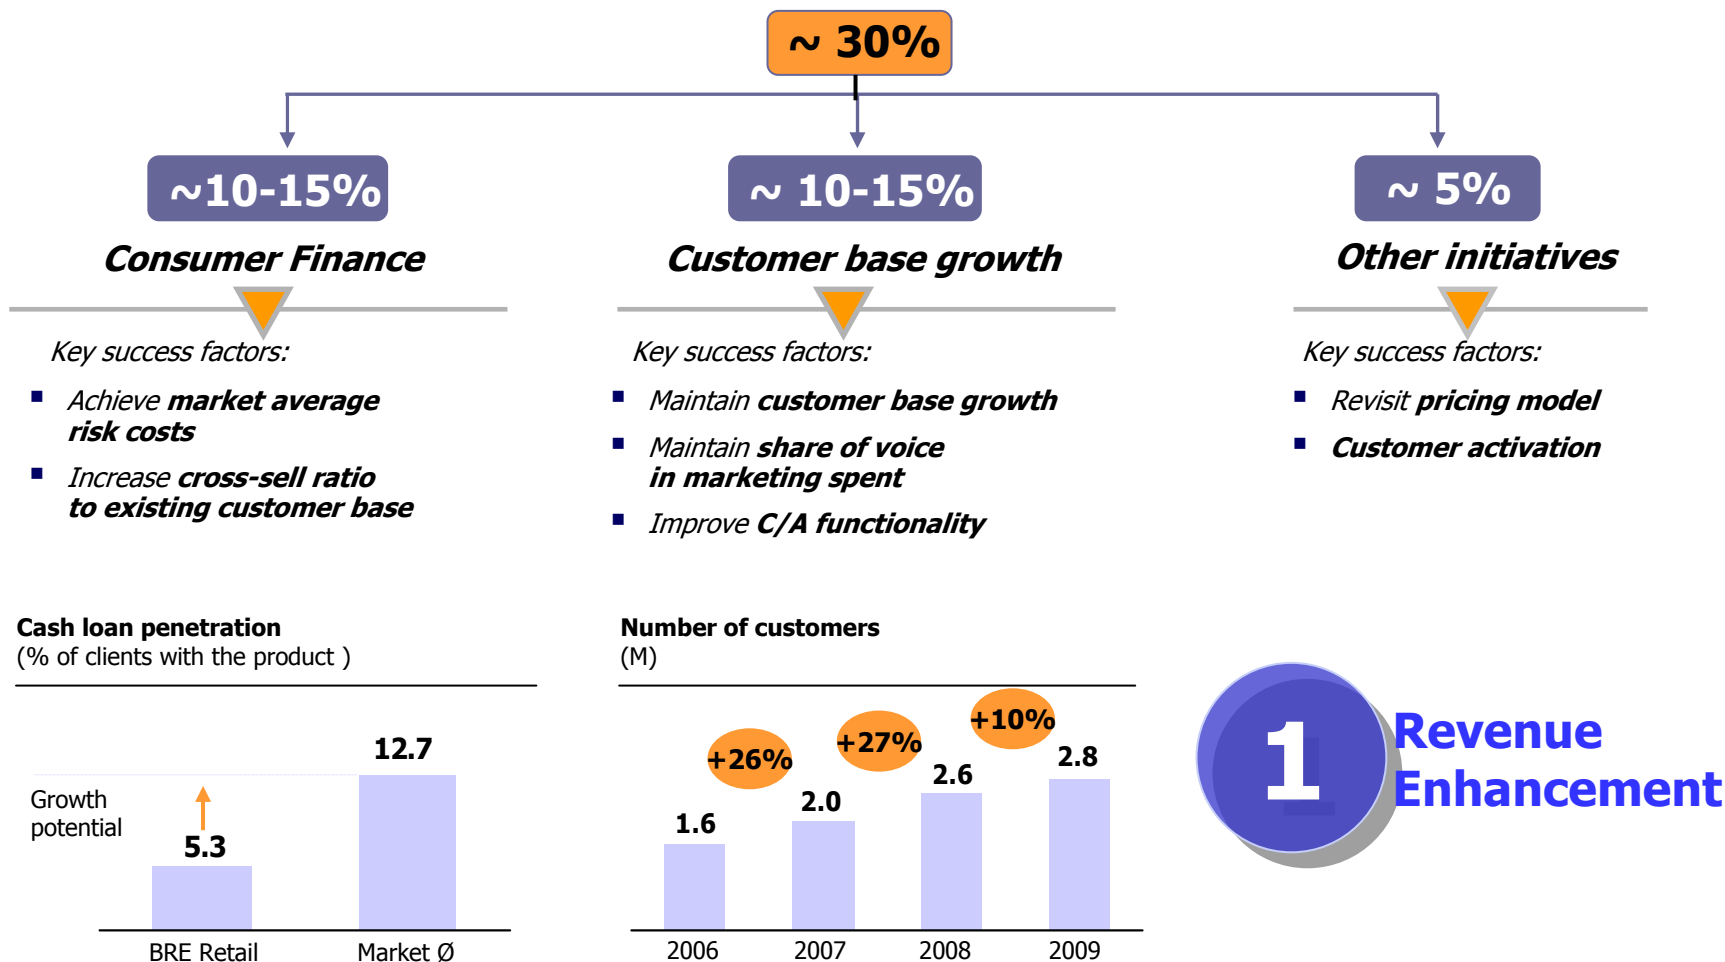 ~ 30%
~10-15%
Consumer Finance
Key success factors:
▪ Achieve market average
risk costs
▪ Increase cross-sell ratio
to existing customer base
~ 10-15%
Customer base growth
Key success factors:
▪ Maintain customer base growth
▪ Maintain share of voice
in marketing spent
▪ Improve C/A functionality
~ 5%
Other initiatives
Key success factors:
▪ Revisit pricing model
▪ Customer activation
Cash loan penetration
(% of clients with the product )
Growth
potential
5.3
12.7
BRE Retail
Market Ø
Number of customers
(M)
+26%
+27%
+10%
1.6
2.0
2.6
2.8
2006
2007
2008
2009
1
Revenue
Enhancement